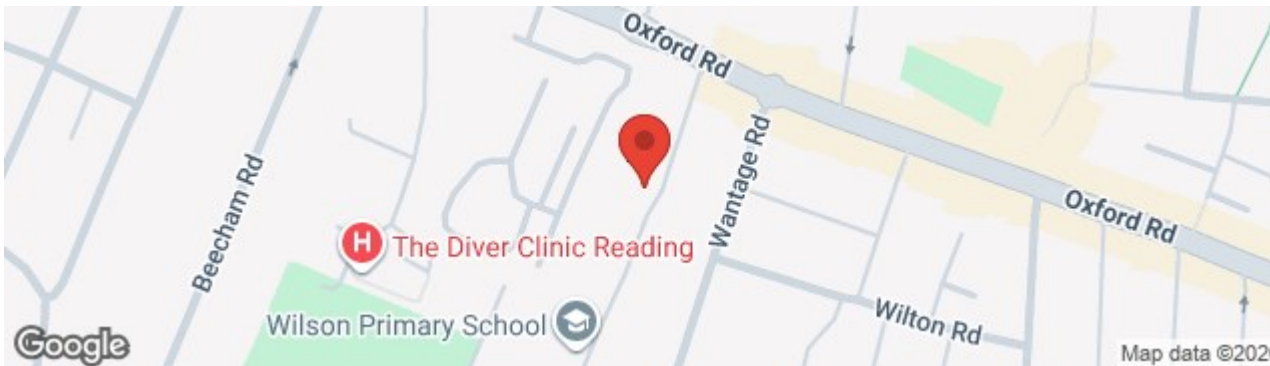 Oxford Rd
Beecham Rd
Wantage Rd
Oxford Rd
H
The Diver Clinic Reading
Wilson Primary School
Wilton Rd
Google
Map data ©2020